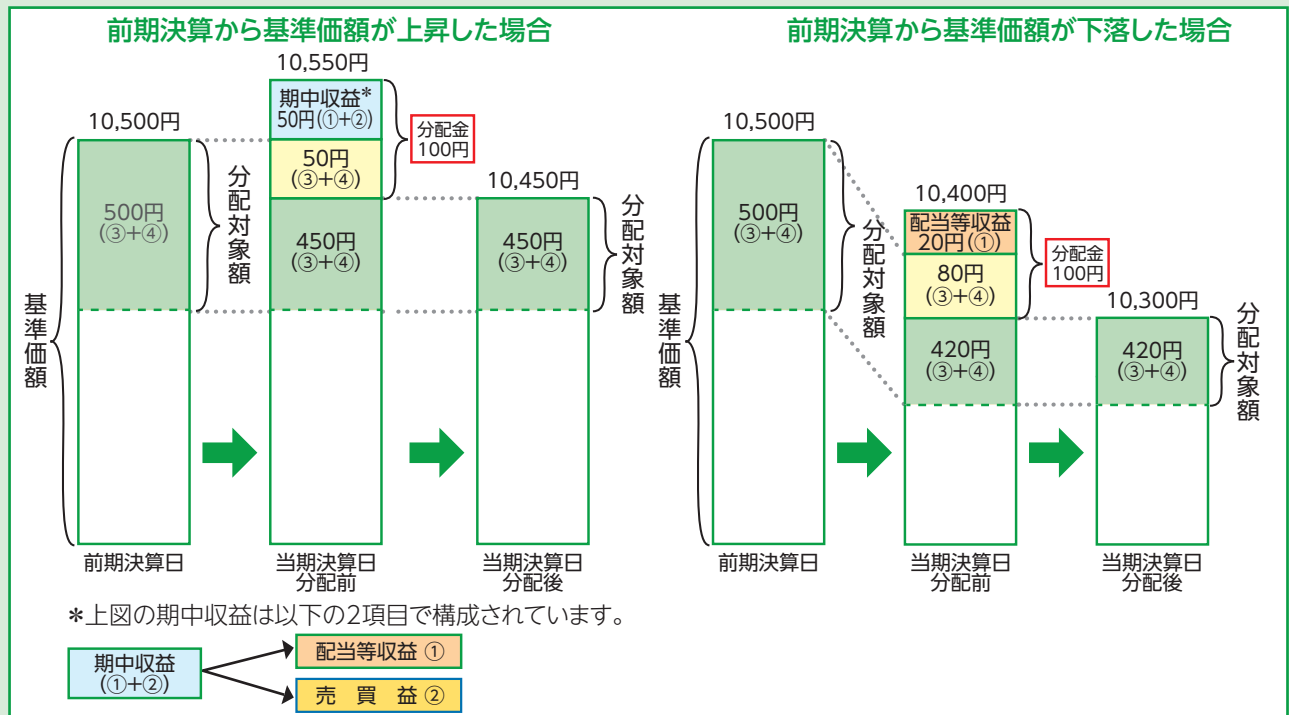 前期決算から基準価額が上昇した場合
10,550円
期中収益*
50円(①+②)
10,500円
分配金
100円
50円
(③+④)
分配対象額
10,450円
500円
(③+④)
450円
(③+④)
450円
(③+④)
分配対象額
基準価額
前期決算日
当期決算日
分配前
当期決算日
分配後
前期決算から基準価額が下落した場合
10,500円
10,400円
500円
(③+④)
分配対象額
配当等収益
20円(①)
分配金
100円
80円
(③+④)
10,300円
420円
(③+④)
420円
(③+④)
分配対象額
基準価額
前期決算日
当期決算日
分配前
当期決算日
分配後
*上図の期中収益は以下の2項目で構成されています。
期中収益
(①+②)
配当等収益 ①
売 買 益 ②